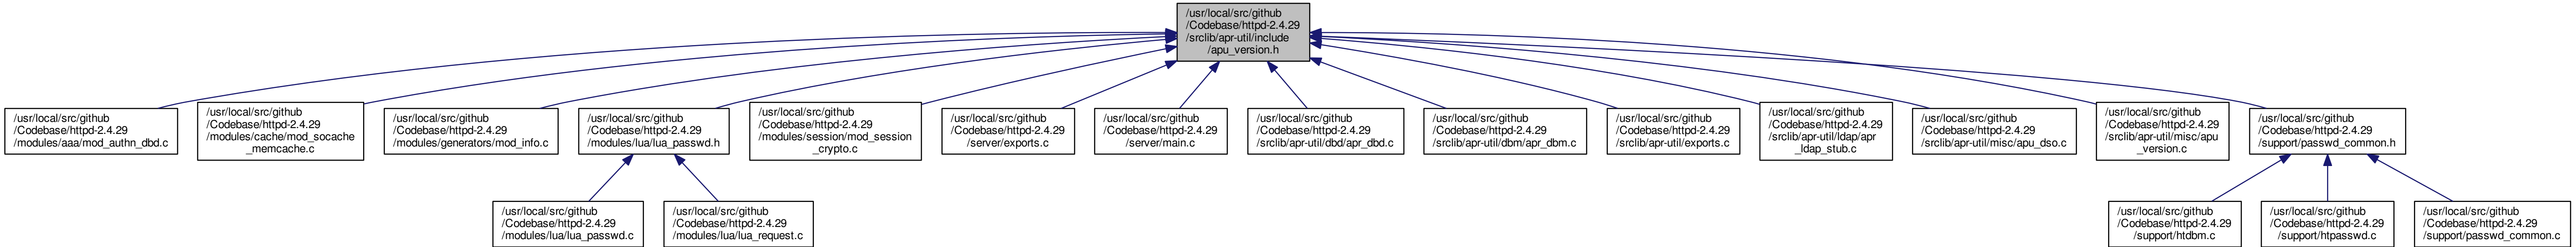 /usr/local/src/github
/Codebase/httpd-2.4.29
/srclib/apr-util/include
/apu_version.h
/usr/local/src/github
/Codebase/httpd-2.4.29
/modules/aaa/mod_authn_dbd.c
/usr/local/src/github
/Codebase/httpd-2.4.29
/modules/cache/mod_socache
_memcache.c
/usr/local/src/github
/Codebase/httpd-2.4.29
/modules/generators/mod_info.c
/usr/local/src/github
/Codebase/httpd-2.4.29
/modules/lua/lua_passwd.h
/usr/local/src/github
/Codebase/httpd-2.4.29
/modules/session/mod_session
_crypto.c
/usr/local/src/github
/Codebase/httpd-2.4.29
/server/exports.c
/usr/local/src/github
/Codebase/httpd-2.4.29
/server/main.c
/usr/local/src/github
/Codebase/httpd-2.4.29
/srclib/apr-util/dbd/apr_dbd.c
/usr/local/src/github
/Codebase/httpd-2.4.29
/srclib/apr-util/dbm/apr_dbm.c
/usr/local/src/github
/Codebase/httpd-2.4.29
/srclib/apr-util/exports.c
/usr/local/src/github
/Codebase/httpd-2.4.29
/srclib/apr-util/ldap/apr
_ldap_stub.c
/usr/local/src/github
/Codebase/httpd-2.4.29
/srclib/apr-util/misc/apu_dso.c
/usr/local/src/github
/Codebase/httpd-2.4.29
/srclib/apr-util/misc/apu
_version.c
/usr/local/src/github
/Codebase/httpd-2.4.29
/support/passwd_common.h
/usr/local/src/github
/Codebase/httpd-2.4.29
/modules/lua/lua_passwd.c
/usr/local/src/github
/Codebase/httpd-2.4.29
/modules/lua/lua_request.c
/usr/local/src/github
/Codebase/httpd-2.4.29
/support/htdbm.c
/usr/local/src/github
/Codebase/httpd-2.4.29
/support/htpasswd.c
/usr/local/src/github
/Codebase/httpd-2.4.29
/support/passwd_common.c